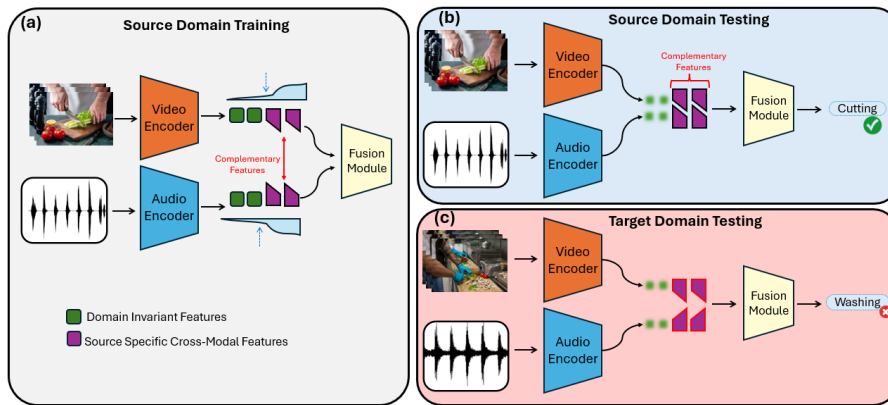 (a)
Source Domain Training
Video
Encoder
Complementary
Features
Audio
Encoder
Fusion
Module
Domain Invariant Features
Source Specific Cross-Modal Features
(b)
Source Domain Testing
Video
Encoder
Complementary
Features
Audio
Encoder
Fusion
Module
Cutting
(c)
Target Domain Testing
Video
Encoder
Audio
Encoder
Fusion
Module
Washing